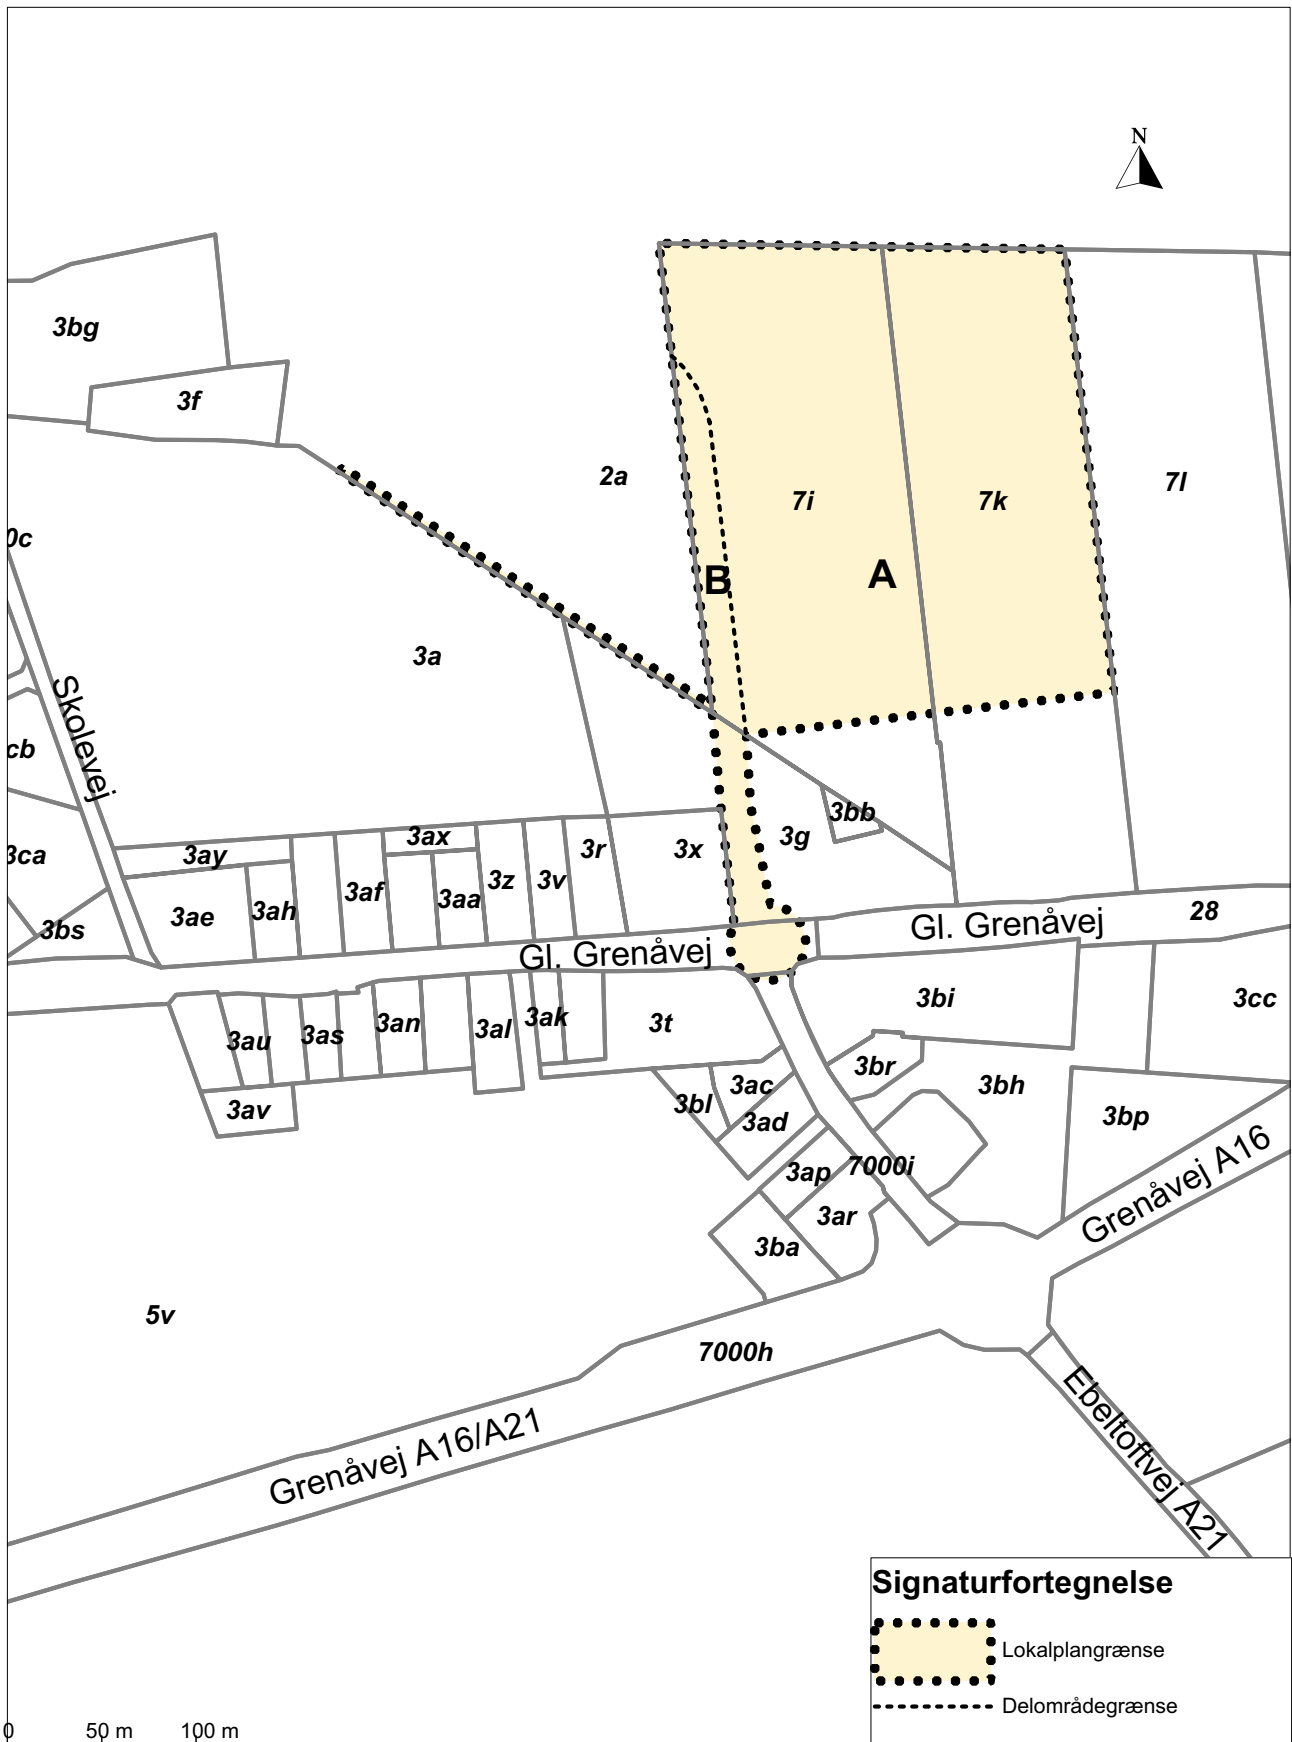 N
3bg
3f
2a
7i
7k
7l
0c
B
A
3a
Skolevej
cb
3bb
3g
3x
3r
3ax
3ay
3ca
3af
3aa
3z
3v
3ae
3ah
3bs
28
Gl. Grenåvej
Gl. Grenåvej
3bi
3cc
3au
3as
3an
3al
3ak
3t
3br
3bh
3ac
3bl
3ad
3av
3bp
3ap
7000i
3ar
3ba
Grenåvej A16
5v
7000h
Grenåvej A16/A21
Ebeltoftvej A21
Signaturfortegnelse
Lokalplangrænse
Delområdegrænse
0 50 m 100 m